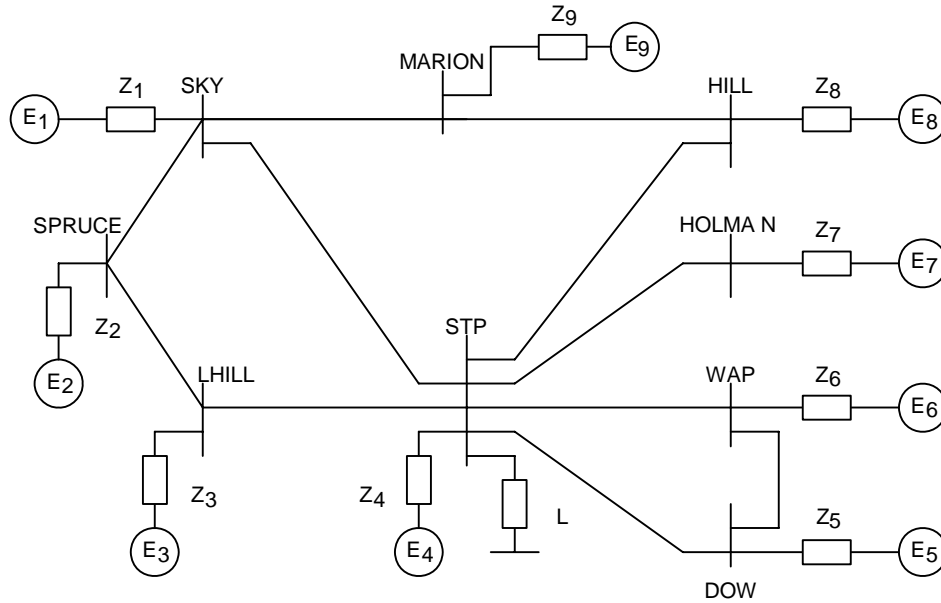 Z9
E9
MARION
Z1
SKY
HILL
Z8
E1
E8
SPRUCE
HOLMA N
Z7
E7
Z2
STP
E2
LHILL
WAP
Z6
E6
Z3
Z4
L
Z5
E3
E4
E5
DOW